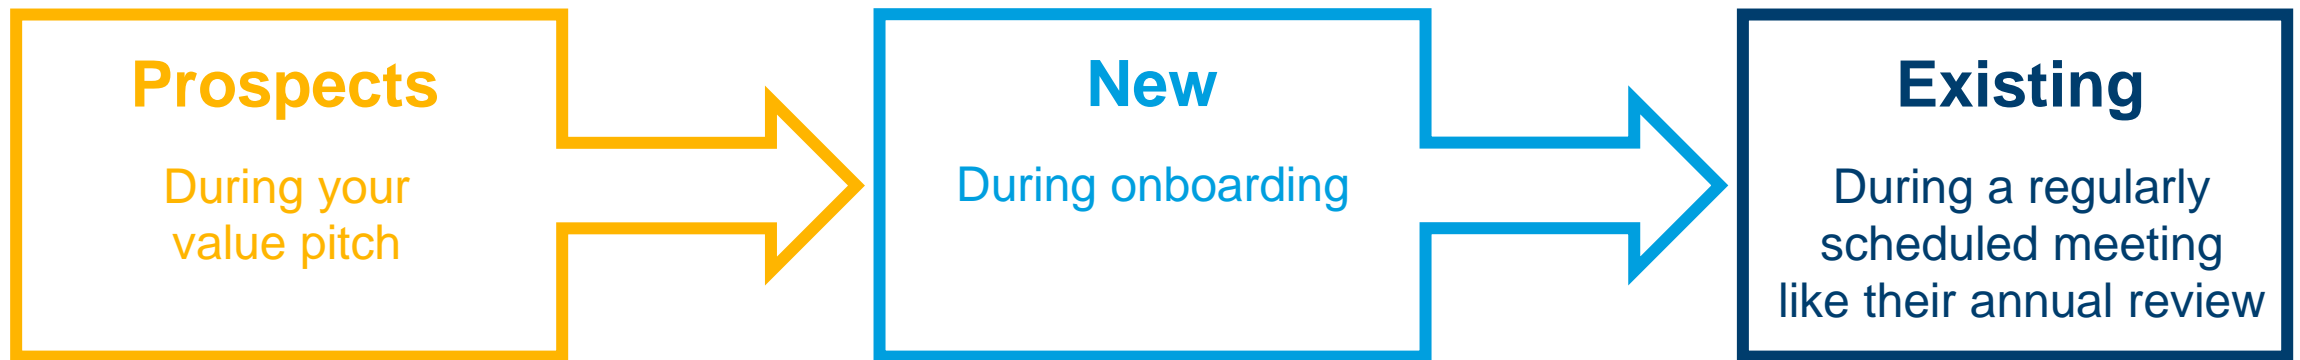 Prospects
During your
value pitch
New
During onboarding
Existing
During a regularly
scheduled meeting
like their annual review